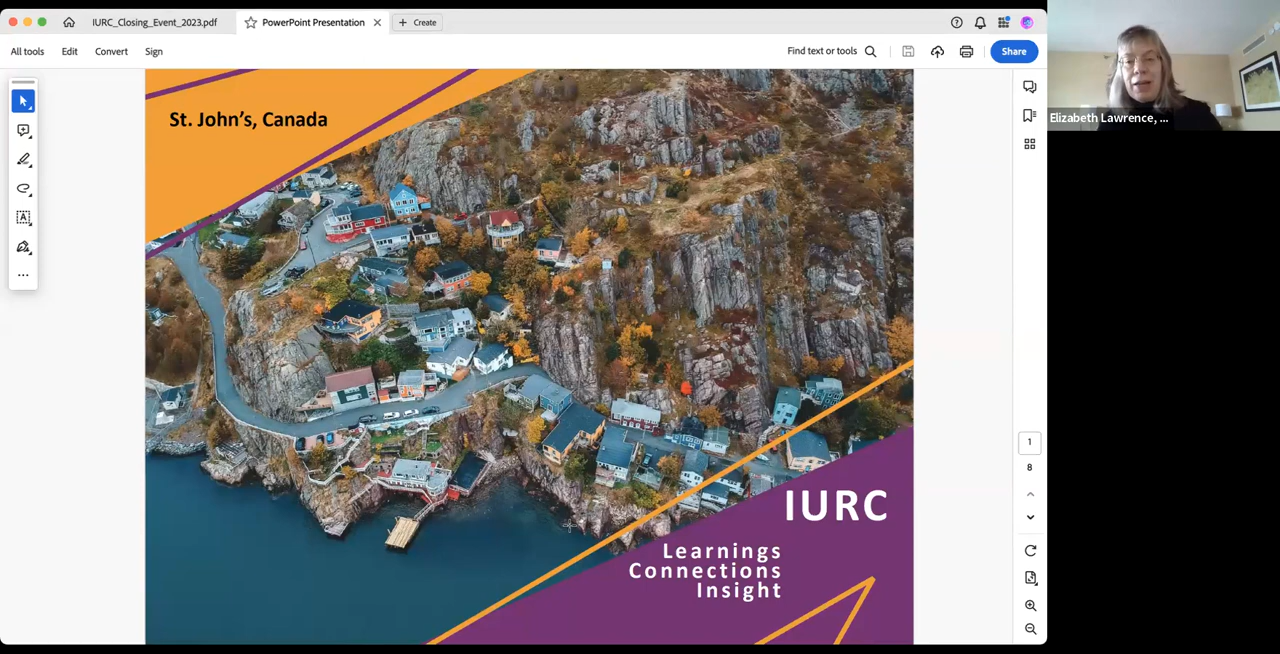 IURC_Closing_Event_2023.pdf
PowerPoint Presentation
Create
All tools
Edit
Convert
Sign
Find text or tools
Share
St. John's, Canada
IURC
Learnings
Connections
Insight
1
8
Elizabeth Lawrence, ...